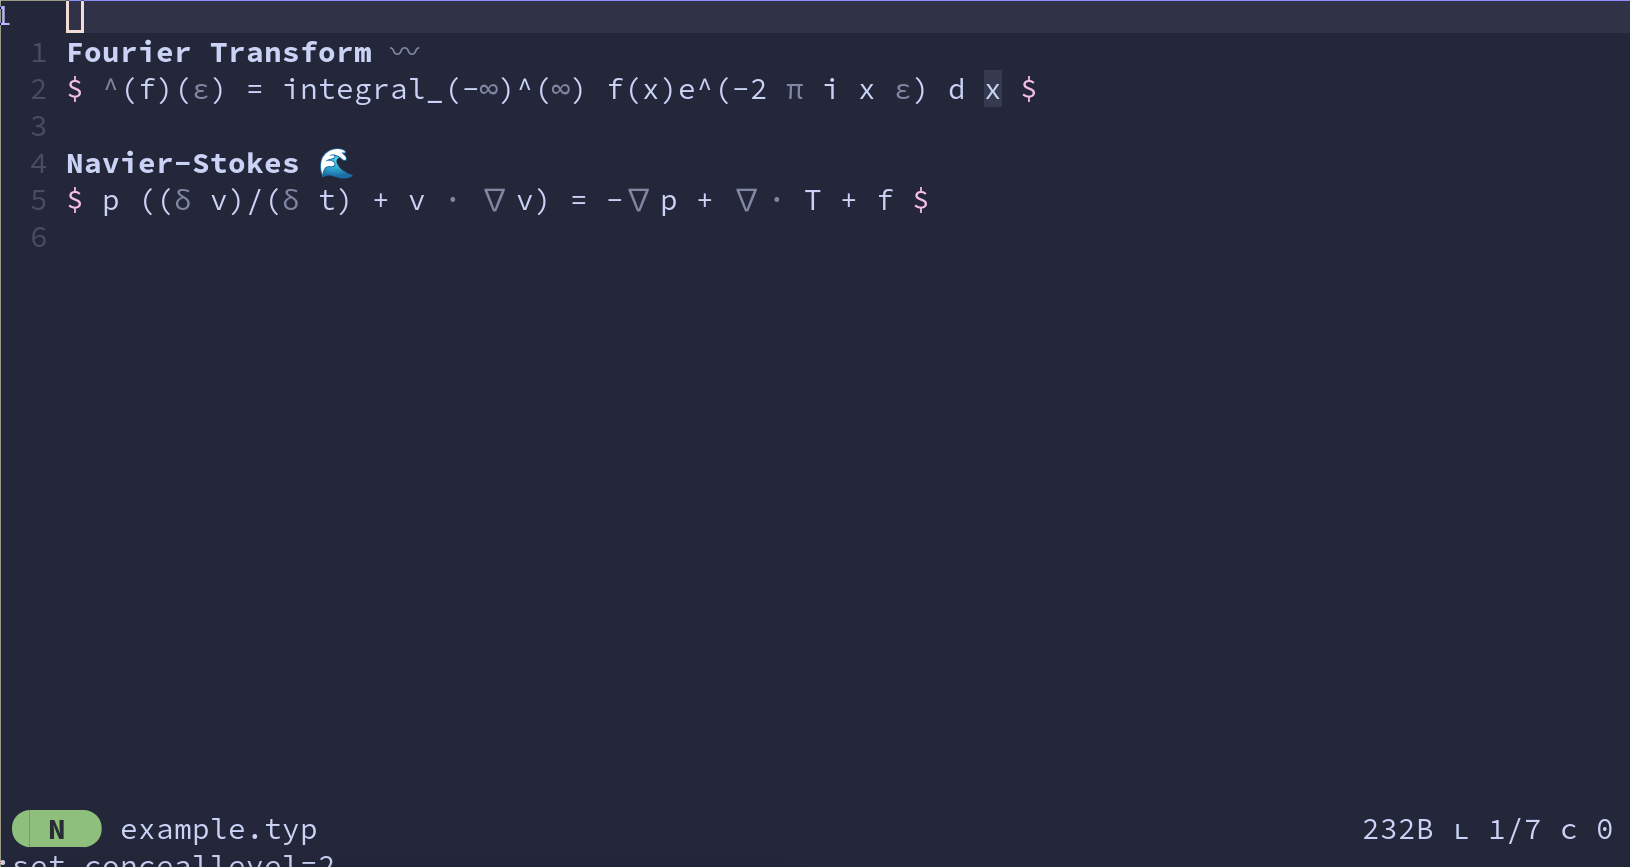 1
1 Fourier Transform 〰
2 $ ^(f)(ε) = integral_(-∞)^(∞) f(x)e^(-2 π i x ε) d x $
3
4 Navier-Stokes 🌊
5 $ p ((δ v)/(δ t) + v · ∇ v) = -∇ p + ∇ · T + f $
6
N example.typ 232B ʟ 1/7 c 0
:set conceallevel=2